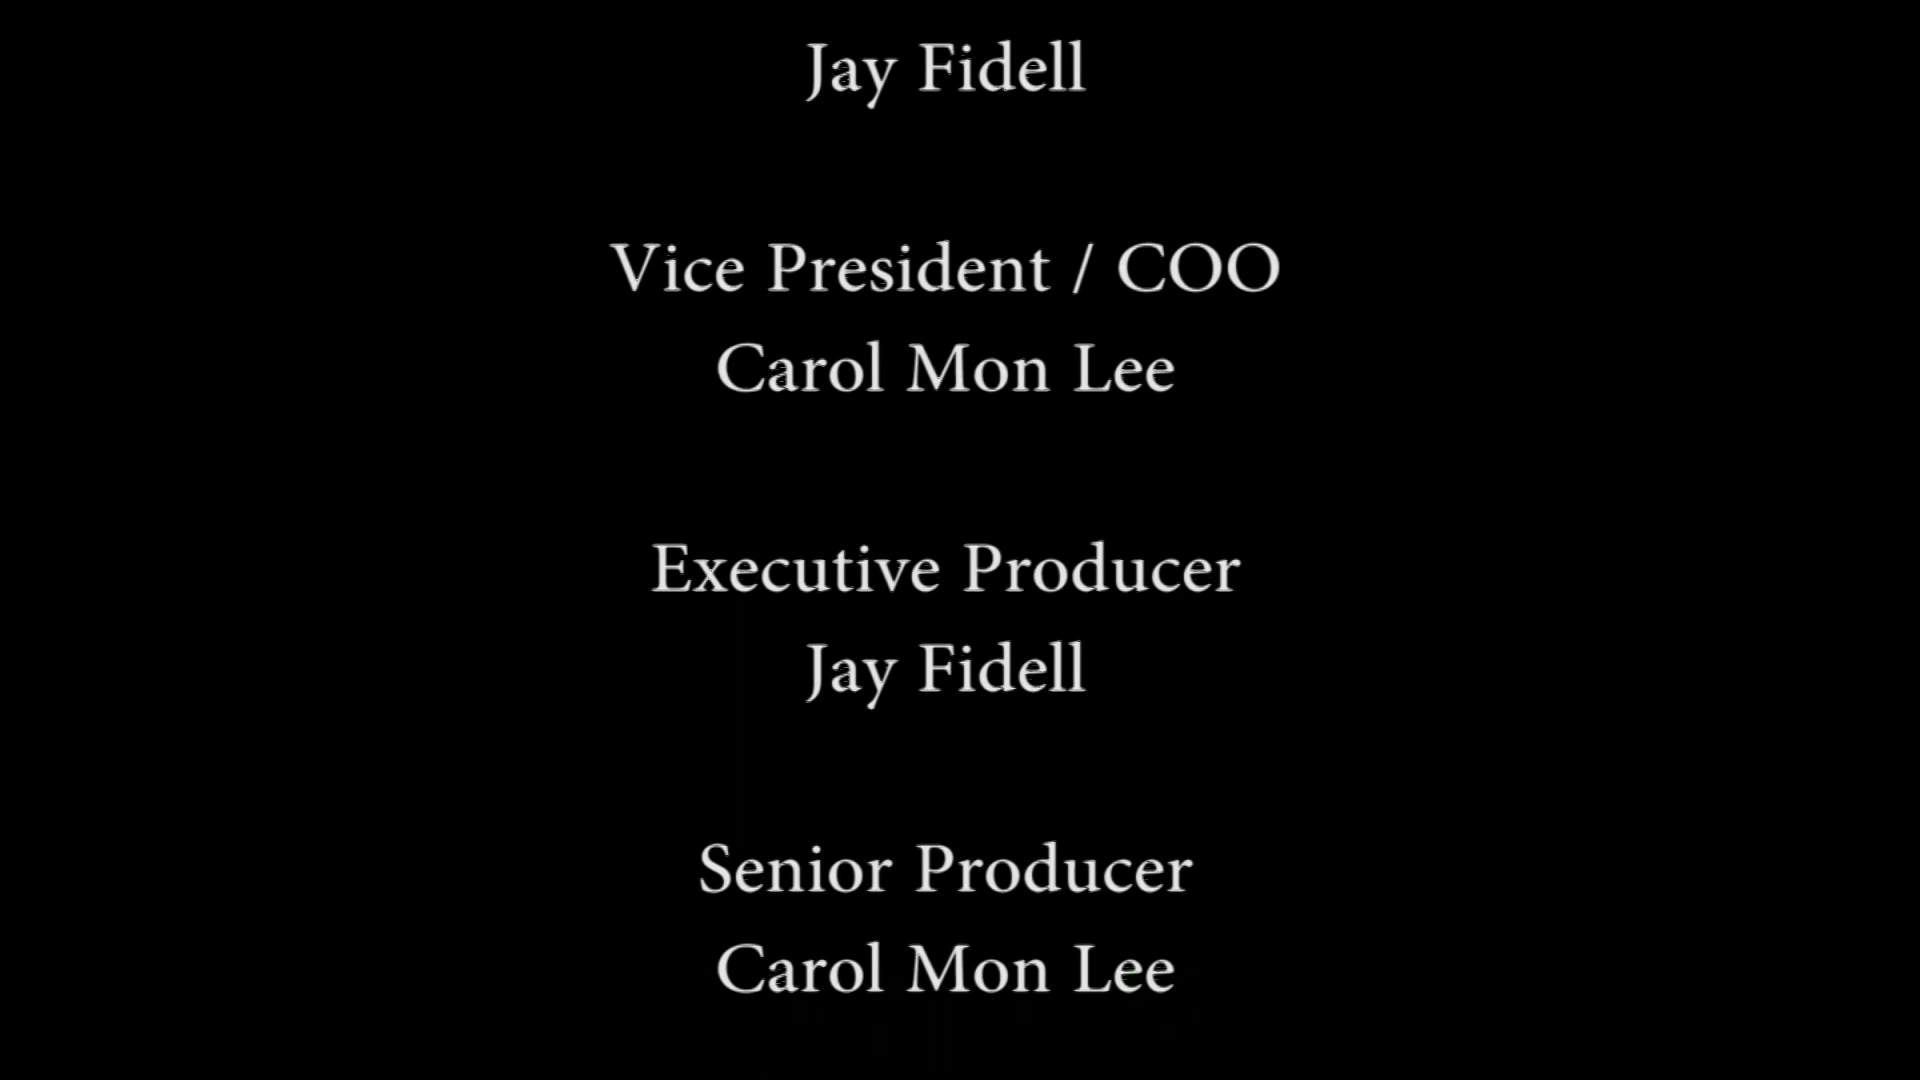 Jay Fidell
Vice President / COO
Carol Mon Lee
Executive Producer
Jay Fidell
Senior Producer
Carol Mon Lee